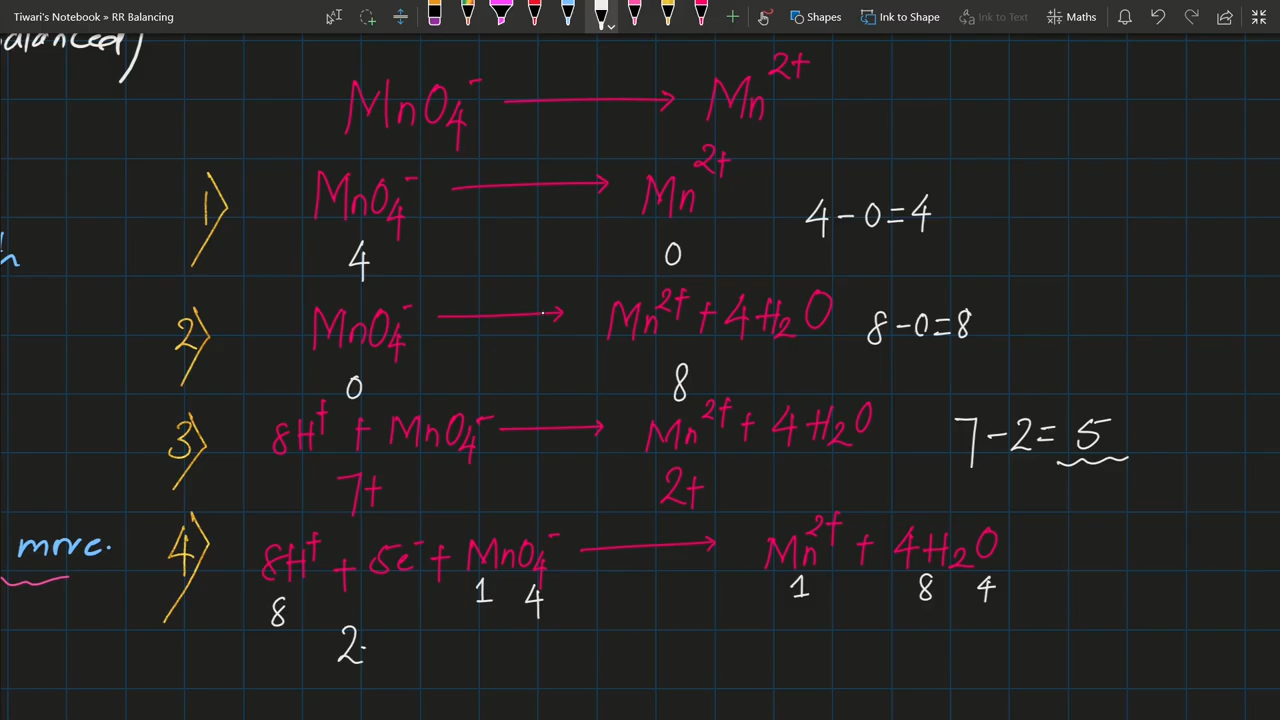 Tiwari's Notebook » RR Balancing
Shapes Ink to Shape Ink to Text Maths
alanced)
MnO₄⁻ ⟶ Mn²⁺
1) MnO₄⁻ ⟶ Mn²⁺ 4-0=4
4 0
2) MnO₄⁻ ⟶ Mn²⁺ + 4H₂O 8-0=8
0 8
3) 8H⁺ + MnO₄⁻ ⟶ Mn²⁺ + 4H₂O 7-2=5
7+ 2+
more. 4) 8H⁺ + 5e⁻ + MnO₄⁻ ⟶ Mn²⁺ + 4H₂O
8 1 4 1 8 4
2